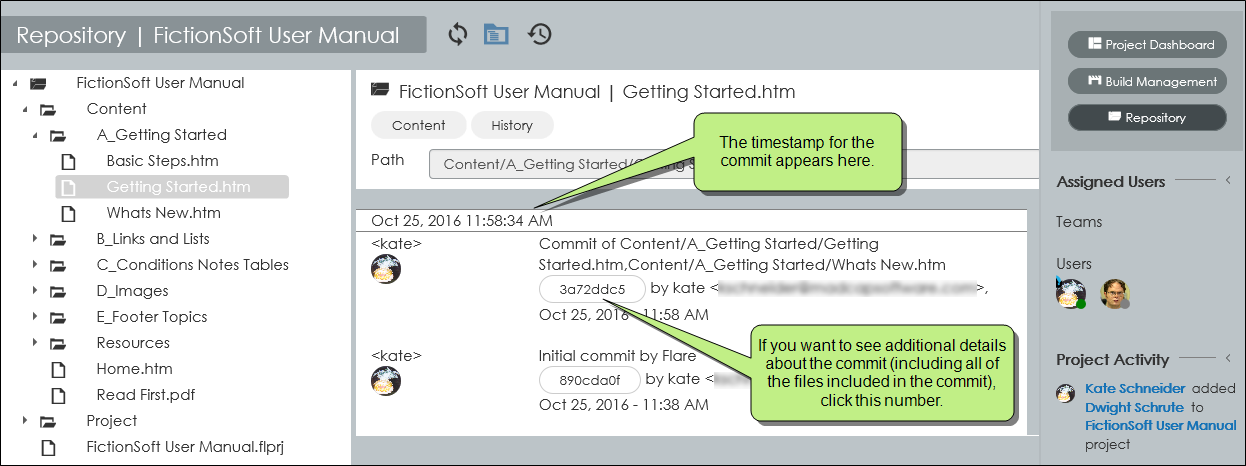 Repository | FictionSoft User Manual
FictionSoft User Manual
Content
A_Getting Started
Basic Steps.htm
Getting Started.htm
Whats New.htm
B_Links and Lists
C_Conditions Notes Tables
D_Images
E_Footer Topics
Resources
Home.htm
Read First.pdf
Project
FictionSoft User Manual.flprj
FictionSoft User Manual | Getting Started.htm
Content History
Path Content/A_Getting Started/
The timestamp for the
commit appears here.
Oct 25, 2016 11:58:34 AM
<kate> Commit of Content/A_Getting Started/Getting
Started.htm,Content/A_Getting Started/Whats New.htm
3a72ddc5 by kate < >,
Oct 25, 2016 - 11:58 AM
If you want to see additional details
about the commit (including all of
the files included in the commit),
click this number.
<kate> Initial commit by Flare
890cda0f by kate <
Oct 25, 2016 - 11:38 AM
Project Dashboard
Build Management
Repository
Assigned Users
Teams
Users
Project Activity
Kate Schneider added
Dwight Schrute to
FictionSoft User Manual
project